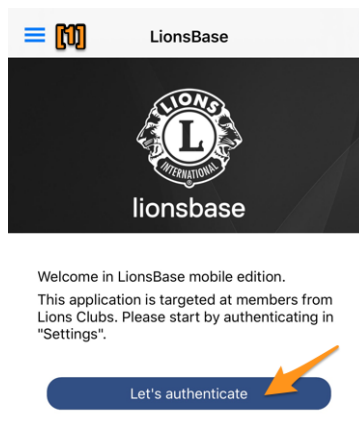 [1] LionsBase
LIONS
L
INTERNATIONAL
lionsbase
Welcome in LionsBase mobile edition.
This application is targeted at members from
Lions Clubs. Please start by authenticating in
"Settings".
Let's authenticate